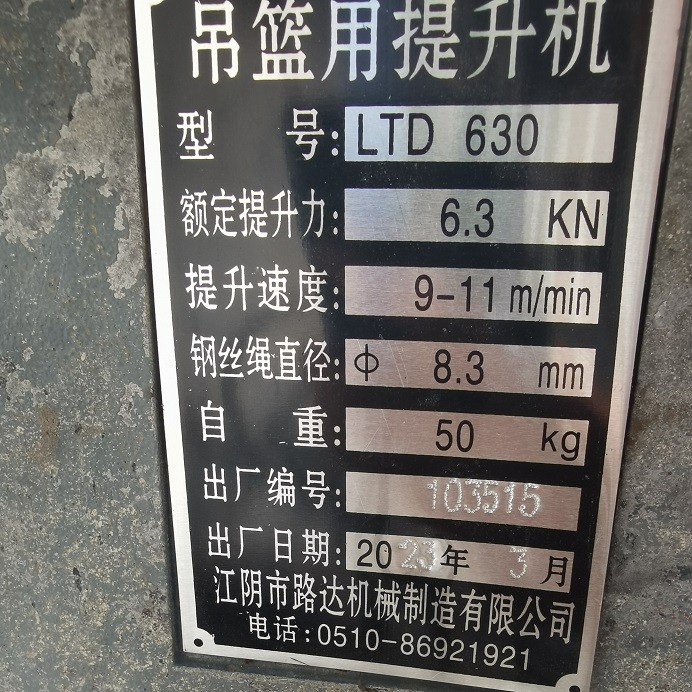 吊篮用提升机
型 号: LTD 630
额定提升力: 6.3 KN
提升速度: 9-11 m/min
钢丝绳直径: Φ 8.3 mm
自 重: 50 kg
出厂编号: 103515
出厂日期: 2023年 3月
江阴市路达机械制造有限公司
电话:0510-86921921